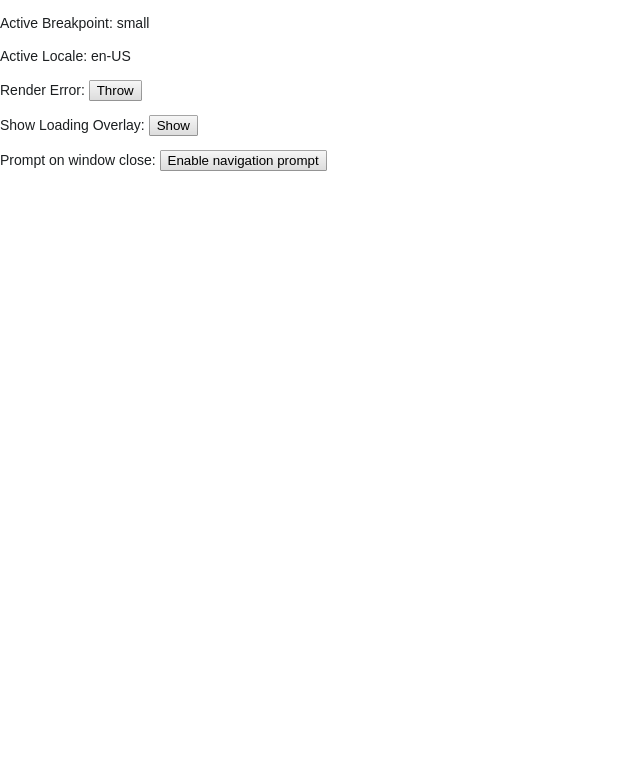 Active Breakpoint: small
Active Locale: en-US
Render Error: Throw
Show Loading Overlay: Show
Prompt on window close: Enable navigation prompt